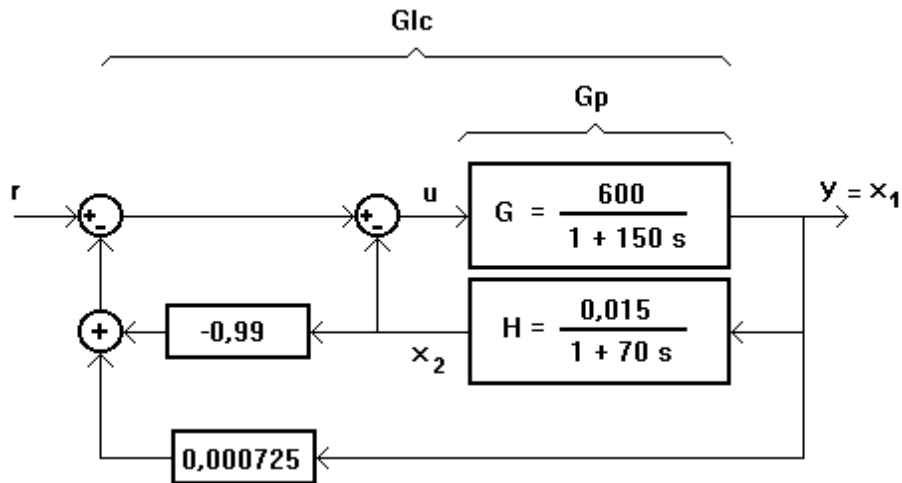 Glc
Gp
r
+
-
+
-
u
G = 600 / 1 + 150 s
y = x₁
+
-0,99
x₂
H = 0,015 / 1 + 70 s
0,000725